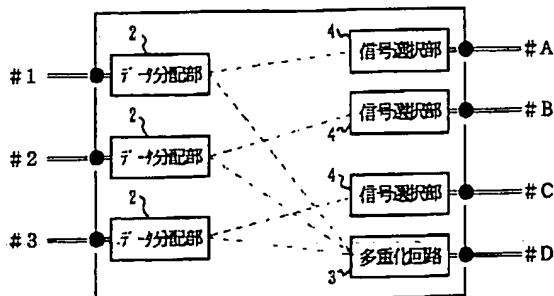 2
4
#1
データ分配部
信号選択部
#A
2
4
#2
データ分配部
信号選択部
#B
2
4
#3
データ分配部
信号選択部
#C
3
多重化回路
#D